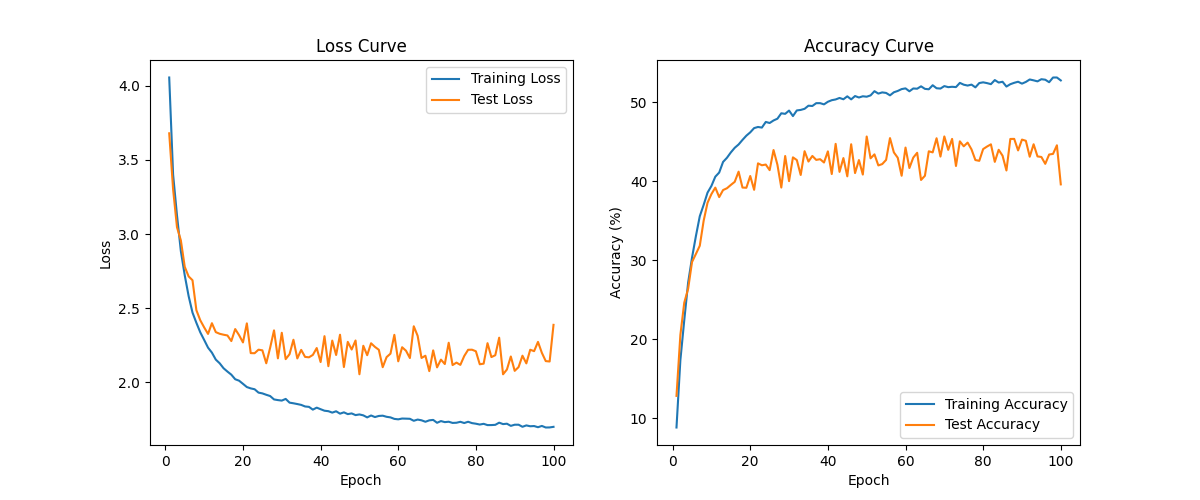 Loss Curve
Training Loss
Test Loss
4.0
3.5
3.0
2.5
2.0
Loss
0 20 40 60 80 100
Epoch
Accuracy Curve
50
40
30
20
10
Accuracy (%)
Training Accuracy
Test Accuracy
0 20 40 60 80 100
Epoch